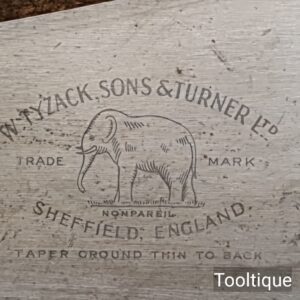 W. TYZACK, SONS & TURNER LTD
TRADE MARK
NONPAREIL
SHEFFIELD, ENGLAND.
TAPER GROUND THIN TO BACK
Tooltique